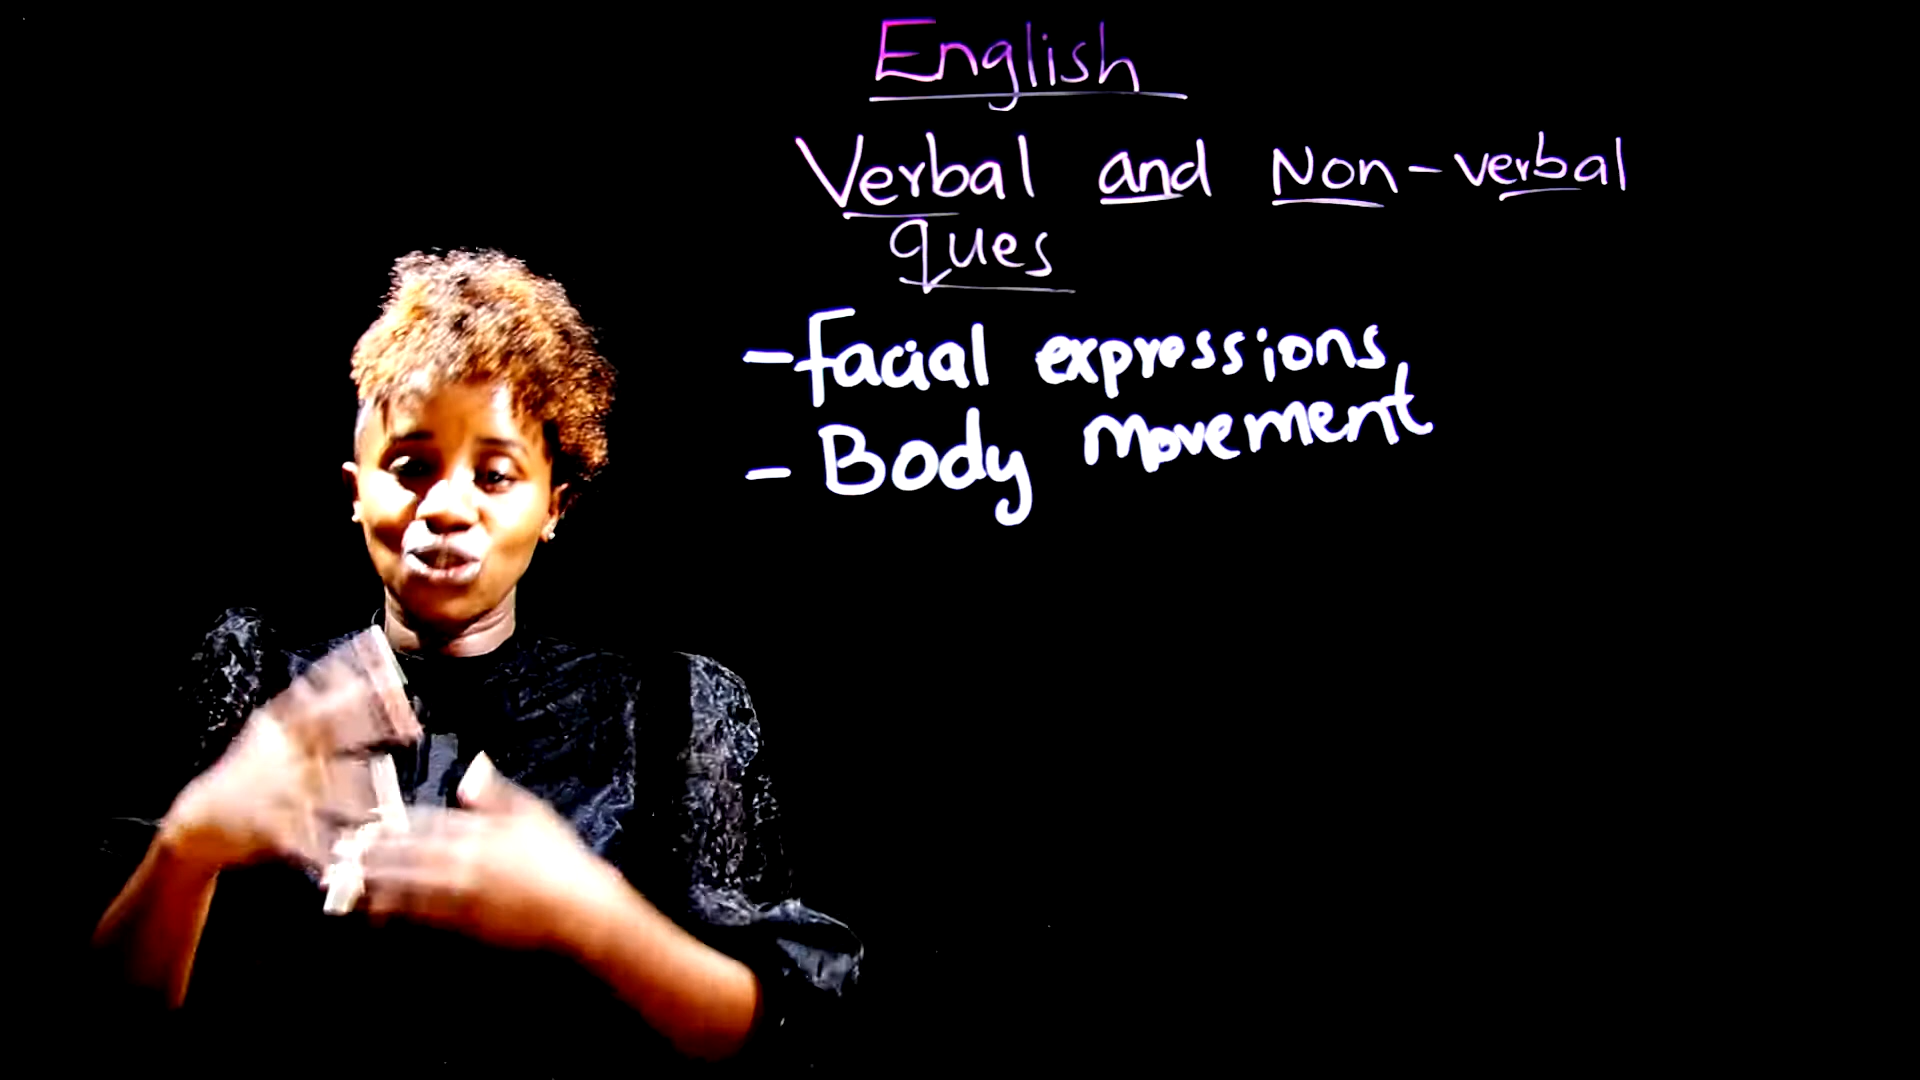 English
Verbal and Non-verbal
ques
- Facial expressions
- Body Movement